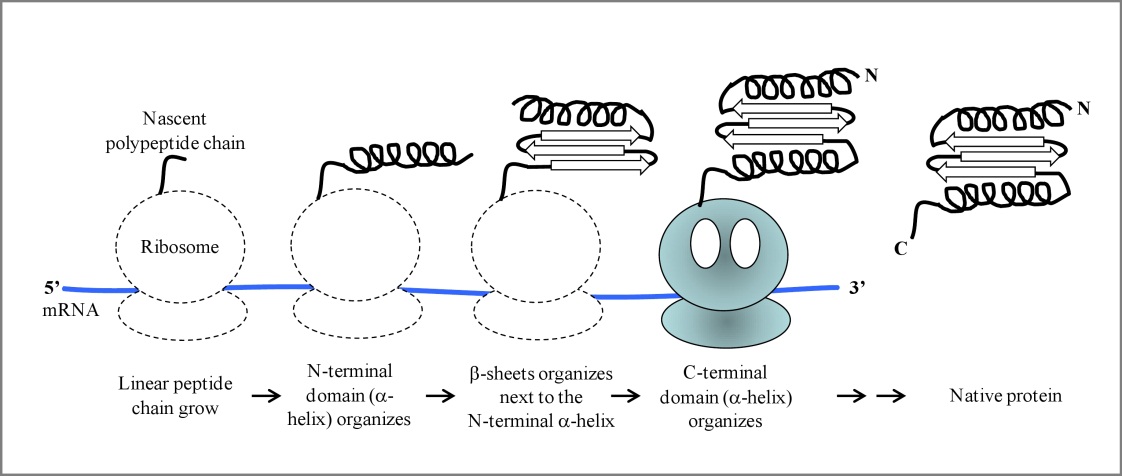 N
N
Nascent
polypeptide chain
Ribosome
C
5’
3’
mRNA
Linear peptide
chain grow
N-terminal
domain (α-
helix) organizes
β-sheets organizes
next to the
N-terminal α-helix
C-terminal
domain (α-helix)
organizes
Native protein